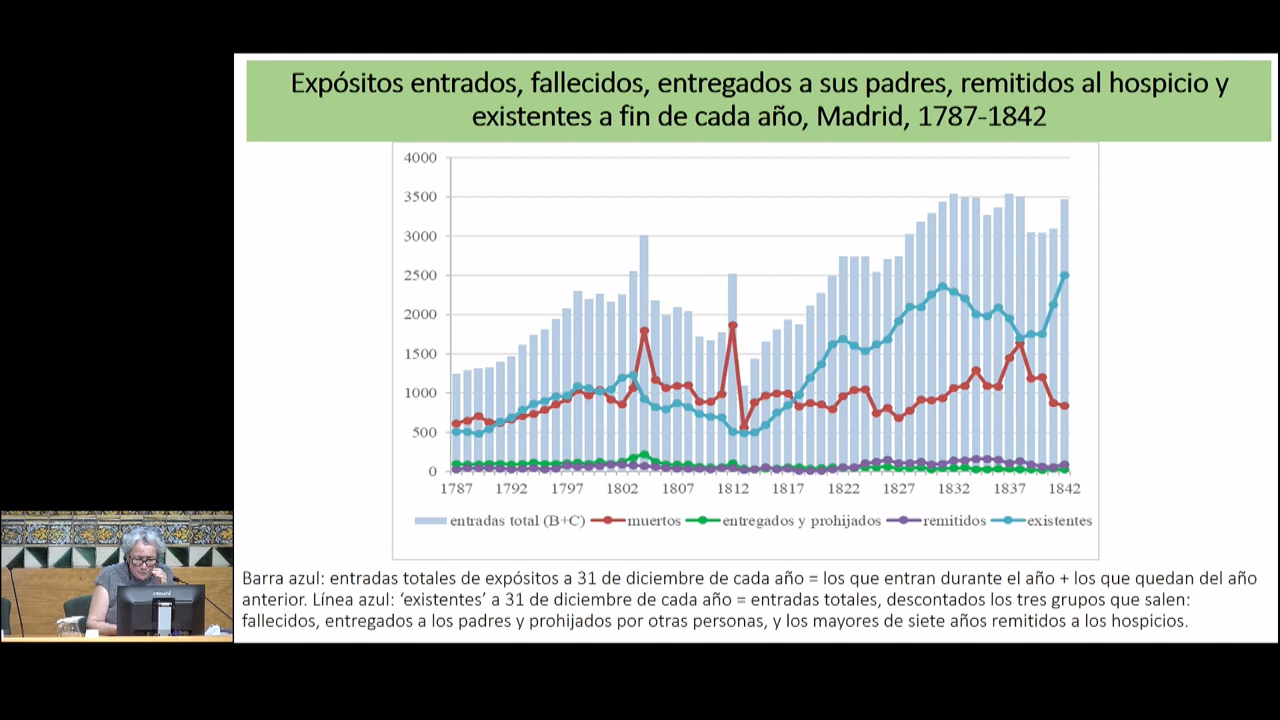 Expósitos entrados, fallecidos, entregados a sus padres, remitidos al hospicio y
existentes a fin de cada año, Madrid, 1787-1842
4000
3500
3000
2500
2000
1500
1000
500
0
1787 1792 1797 1802 1807 1812 1817 1822 1827 1832 1837 1842
entradas total (B+C) muertos entregados y prohijados remitidos existentes
Barra azul: entradas totales de expósitos a 31 de diciembre de cada año = los que entran durante el año + los que quedan del año
anterior. Línea azul: ‘existentes’ a 31 de diciembre de cada año = entradas totales, descontados los tres grupos que salen:
fallecidos, entregados a los padres y prohijados por otras personas, y los mayores de siete años remitidos a los hospicios.